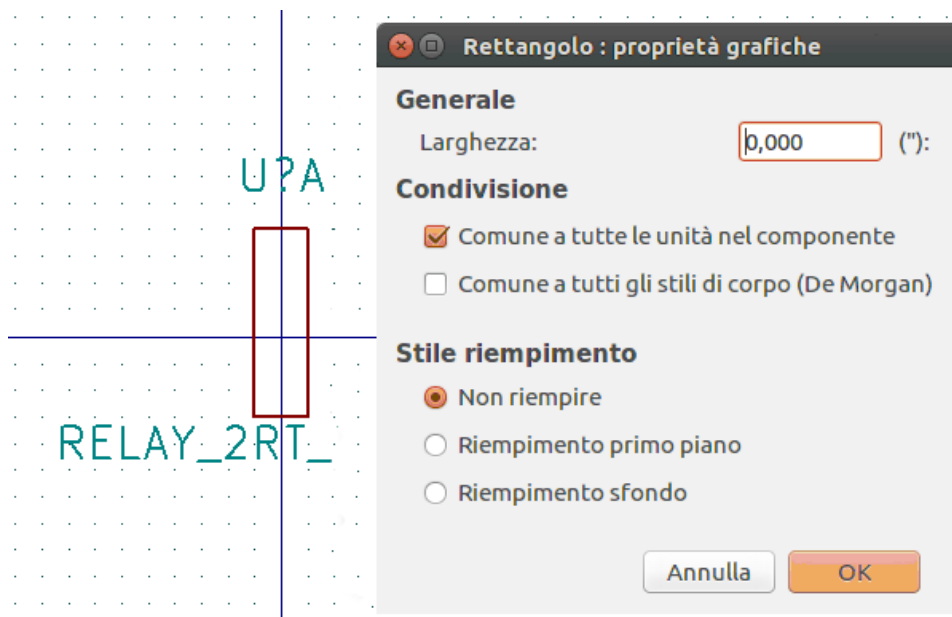 U?A
RELAY_2RT_
Rettangolo : proprietà grafiche
Generale
Larghezza: 0,000 ("):
Condivisione
Comune a tutte le unità nel componente
Comune a tutti gli stili di corpo (De Morgan)
Stile riempimento
Non riempire
Riempimento primo piano
Riempimento sfondo
Annulla OK